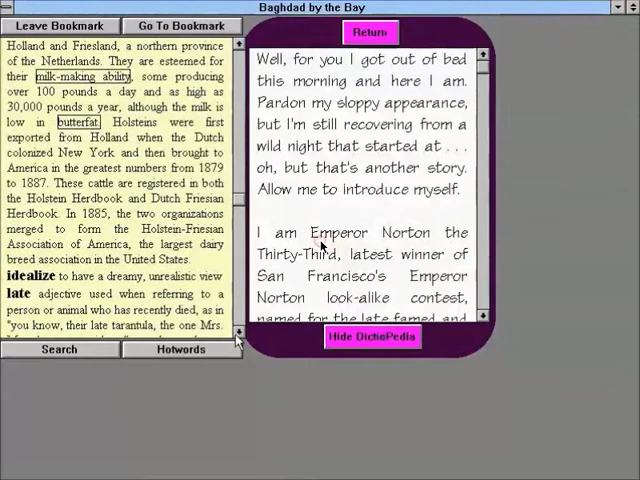 Baghdad by the Bay
Leave Bookmark
Go To Bookmark
Holland and Friesland, a northern province
of the Netherlands. They are esteemed for
their milk-making ability, some producing
over 100 pounds a day and as high as
30,000 pounds a year, although the milk is
low in butterfat. Holsteins were first
exported from Holland when the Dutch
colonized New York and then brought to
America in the greatest numbers from 1879
to 1887. These cattle are registered in both
the Holstein Herdbook and Dutch Friesian
Herdbook. In 1885, the two organizations
merged to form the Holstein-Friesian
Association of America, the largest dairy
breed association in the United States.
idealize to have a dreamy, unrealistic view
late adjective used when referring to a
person or animal who has recently died, as in
"you know, their late tarantula, the one Mrs.
Search
Hotwords
Return
Well, for you I got out of bed
this morning and here I am.
Pardon my sloppy appearance,
but I'm still recovering from a
wild night that started at . . .
oh, but that's another story.
Allow me to introduce myself.
I am Emperor Norton the
Thirty-Third, latest winner of
San Francisco's Emperor
Norton look-alike contest,
named for the late famed and
Hide DictioPedia